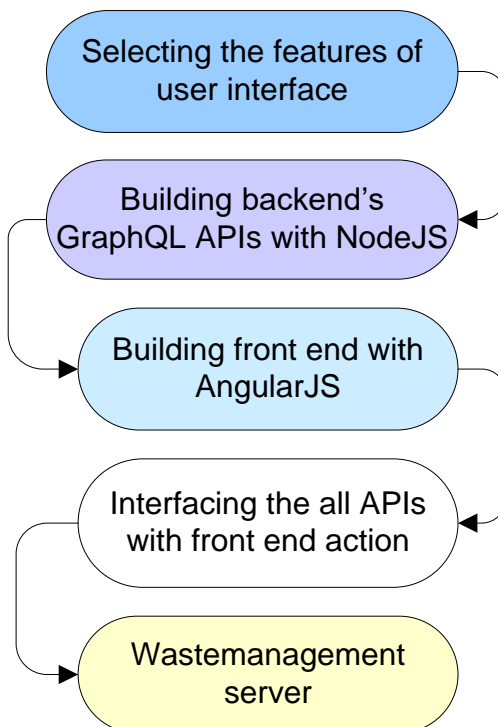 Selecting the features of
user interface
Building backend’s
GraphQL APIs with NodeJS
Building front end with
AngularJS
Interfacing the all APIs
with front end action
Wastemanagement
server